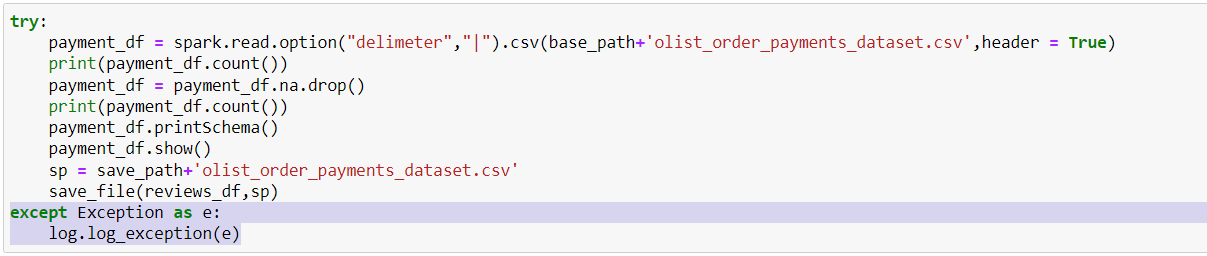 try:
    payment_df = spark.read.option("delimeter","|").csv(base_path+'olist_order_payments_dataset.csv',header = True)
    print(payment_df.count())
    payment_df = payment_df.na.drop()
    print(payment_df.count())
    payment_df.printSchema()
    payment_df.show()
    sp = save_path+'olist_order_payments_dataset.csv'
    save_file(reviews_df,sp)
except Exception as e:
    log.log_exception(e)